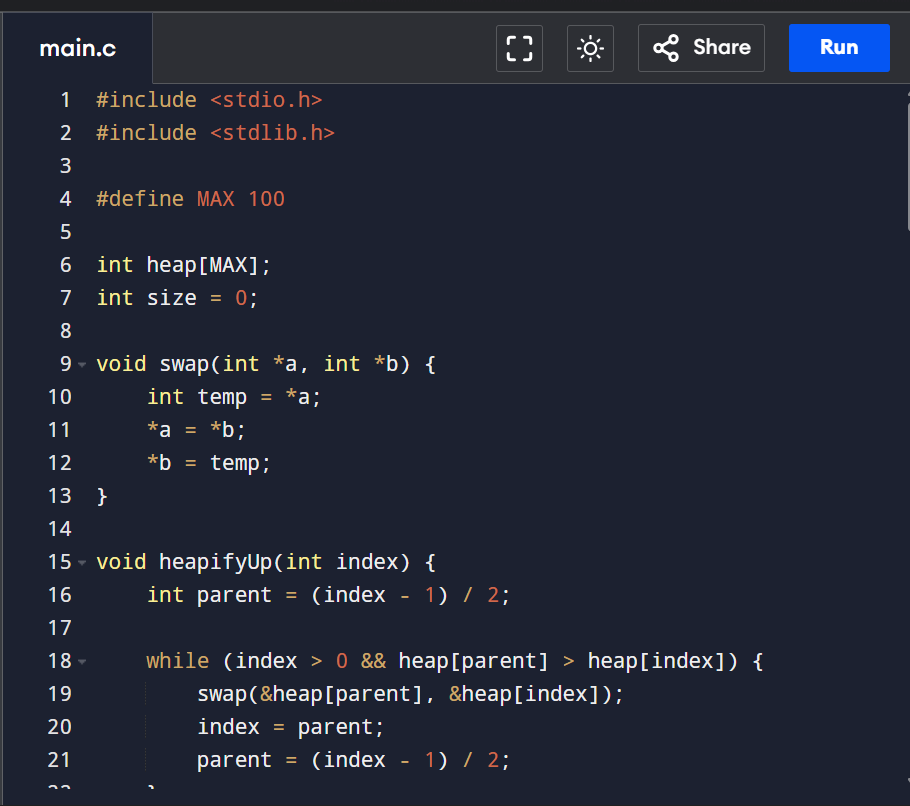 main.c
Share
Run
1 #include <stdio.h>
2 #include <stdlib.h>
3
4 #define MAX 100
5
6 int heap[MAX];
7 int size = 0;
8
9 void swap(int *a, int *b) {
10     int temp = *a;
11     *a = *b;
12     *b = temp;
13 }
14
15 void heapifyUp(int index) {
16     int parent = (index - 1) / 2;
17
18     while (index > 0 && heap[parent] > heap[index]) {
19         swap(&heap[parent], &heap[index]);
20         index = parent;
21         parent = (index - 1) / 2;